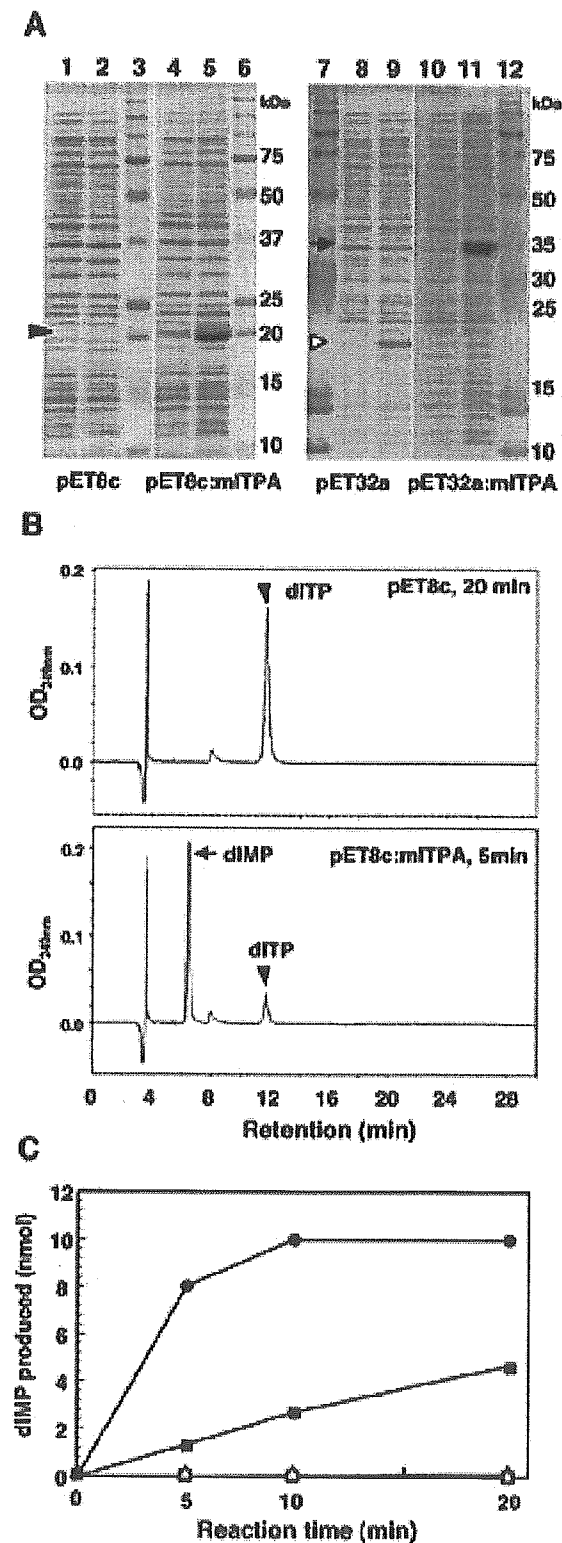 A
1 2 3 4 5 6
7 8 9 10 11 12
kDa
75
50
37
25
20
15
10
kDa
75
50
35
30
25
15
10
pET8c pET8c:mITPA
pET32a pET32a:mITPA
B
0.2
0.1
0.0
dITP
pET8c, 20 min
0.2
0.1
0.0
dIMP
pET8c:mITPA, 5min
dITP
0 4 8 12 16 20 24 28
Retention (min)
C
dIMP produced (nmol)
12
10
8
6
4
2
0
0 5 10 20
Reaction time (min)